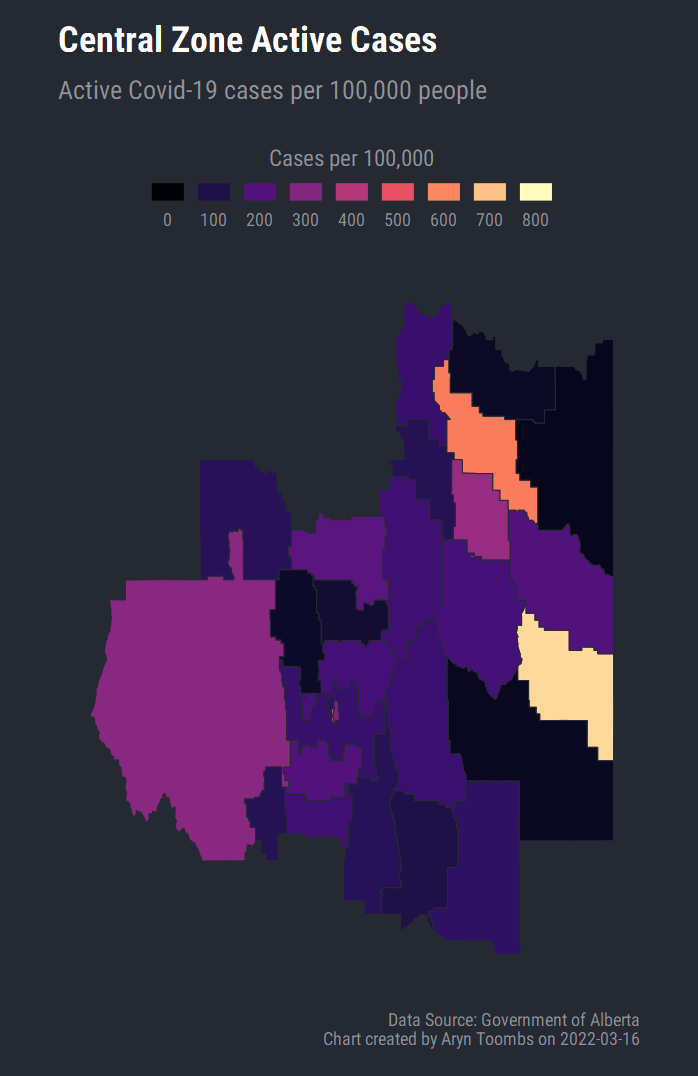 Central Zone Active Cases
Active Covid-19 cases per 100,000 people
Cases per 100,000
0 100 200 300 400 500 600 700 800
Data Source: Government of Alberta
Chart created by Aryn Toombs on 2022-03-16